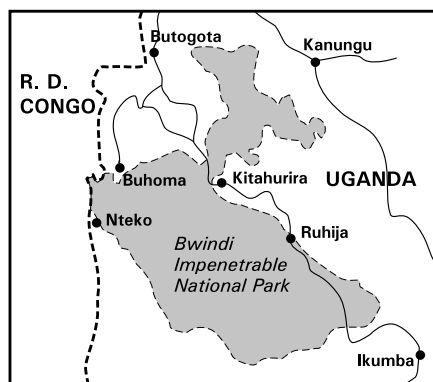 Butogota
Kanungu
R. D.
CONGO
Buhoma
Kitahurira
UGANDA
Nteko
Ruhija
Bwindi
Impenetrable
National Park
Ikumba